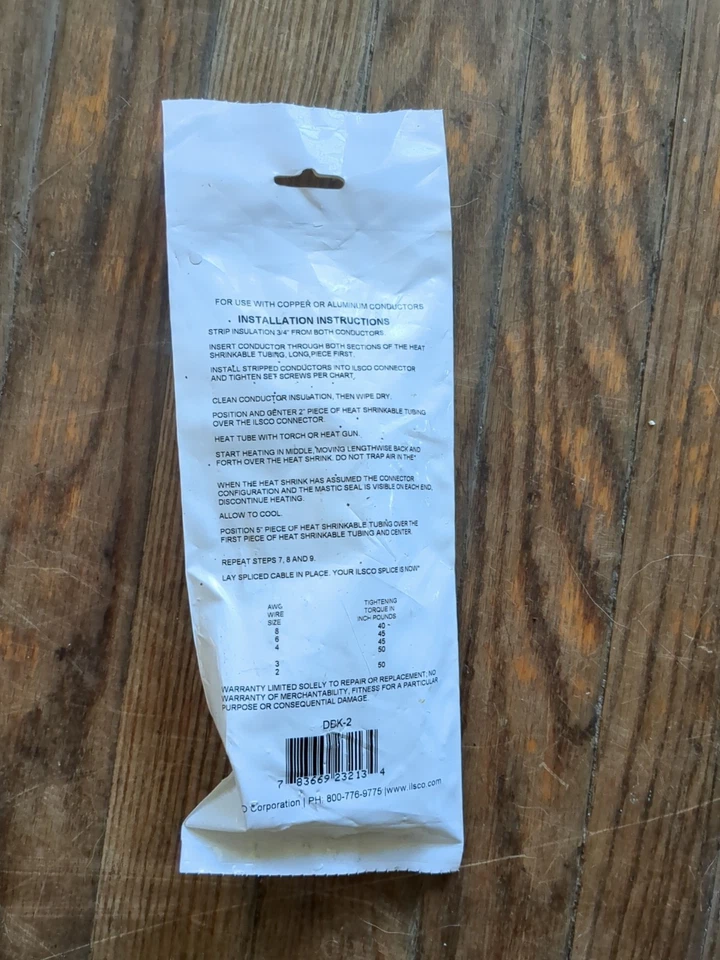 FOR USE WITH COPPER OR ALUMINUM CONDUCTORS
INSTALLATION INSTRUCTIONS
STRIP INSULATION 3/4" FROM BOTH CONDUCTORS.
INSERT CONDUCTOR THROUGH BOTH SECTIONS OF THE HEAT
SHRINKABLE TUBING, LONG PIECE FIRST.
INSTALL STRIPPED CONDUCTORS INTO ILSCO CONNECTOR
AND TIGHTEN SET SCREWS PER CHART.
CLEAN CONDUCTOR INSULATION, THEN WIPE DRY.
POSITION AND CENTER 2" PIECE OF HEAT SHRINKABLE TUBING
OVER THE ILSCO CONNECTOR.
HEAT TUBE WITH TORCH OR HEAT GUN.
START HEATING IN MIDDLE, MOVING LENGTHWISE BACK AND
FORTH OVER THE HEAT SHRINK. DO NOT TRAP AIR IN THE"
WHEN THE HEAT SHRINK HAS ASSUMED THE CONNECTOR
CONFIGURATION AND THE MASTIC SEAL IS VISIBLE ON EACH END,
DISCONTINUE HEATING.
ALLOW TO COOL.
POSITION 5" PIECE OF HEAT SHRINKABLE TUBING OVER THE
FIRST PIECE OF HEAT SHRINKABLE TUBING AND CENTER.
REPEAT STEPS 7, 8 AND 9.
LAY SPLICED CABLE IN PLACE. YOUR ILSCO SPLICE IS NOW"
AWG TIGHTENING
WIRE TORQUE IN
SIZE INCH POUNDS
8 40
6 45
4 45
50
3 50
2
WARRANTY LIMITED SOLELY TO REPAIR OR REPLACEMENT; NO
WARRANTY OF MERCHANTABILITY, FITNESS FOR A PARTICULAR
PURPOSE OR CONSEQUENTIAL DAMAGE.
DBK-2
7 83669 23213 4
O Corporation | PH: 800-776-9775 |www.ilsco.com